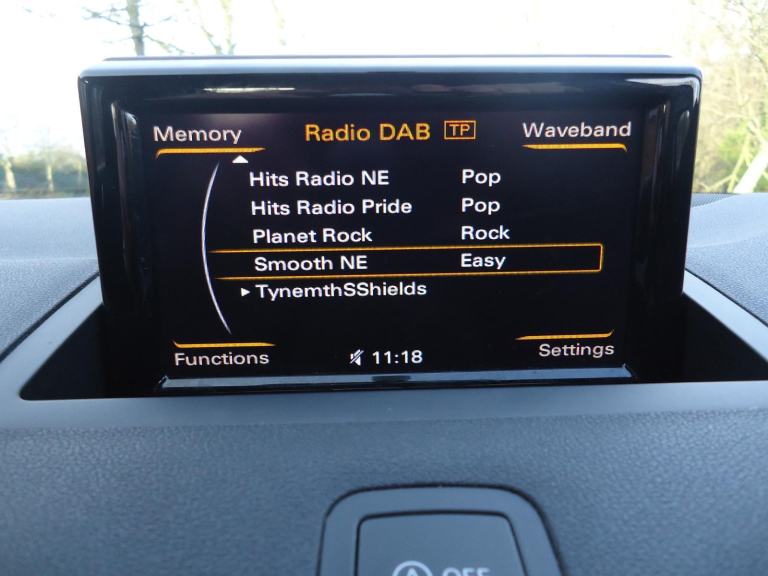 Memory Radio DAB TP Waveband
Hits Radio NE Pop
Hits Radio Pride Pop
Planet Rock Rock
Smooth NE Easy
TynemthSShields
Functions 11:18 Settings
A OFF